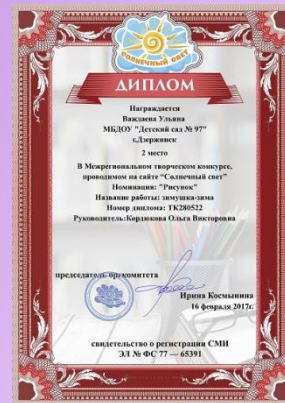 СОЛНЕЧНЫЙ СВЕТ
ДИПЛОМ
Награждается
Важдаева Ульяна
МБДОУ "Детский сад № 97"
г.Дзержинск
2 место
В Межрегиональном творческом конкурсе,
проводимом на сайте “Солнечный свет”
Номинация: "Рисунок"
Название работы: зимушка-зима
Номер диплома: ТК280522
Руководитель:Кордюкова Ольга Викторовна
председатель оргкомитета
Ирина Космынина
16 февраля 2017г.
свидетельство о регистрации СМИ
ЭЛ № ФС 77 — 65391